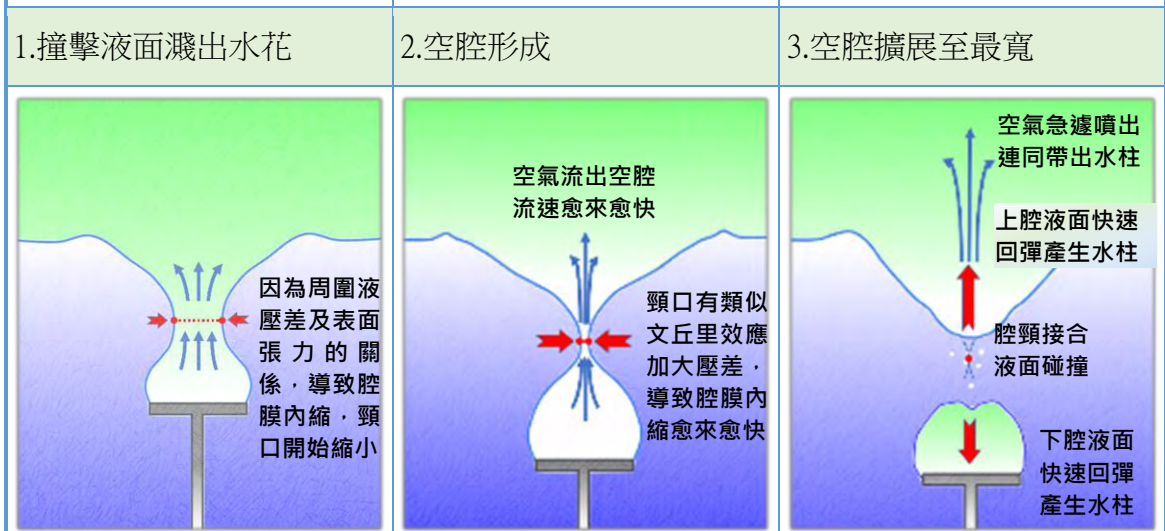 1.撞擊液面濺出水花
2.空腔形成
3.空腔擴展至最寬
因為周圍液
壓差及表面
張力的關
係，導致腔
膜內縮，頸
口開始縮小
空氣流出空腔
流速愈來愈快
頸口有類似
文丘里效應
加大壓差，
導致腔膜內
縮愈來愈快
空氣急遽噴出
連同帶出水柱
上腔液面快速
回彈產生水柱
腔頸接合
液面碰撞
下腔液面
快速回彈
產生水柱